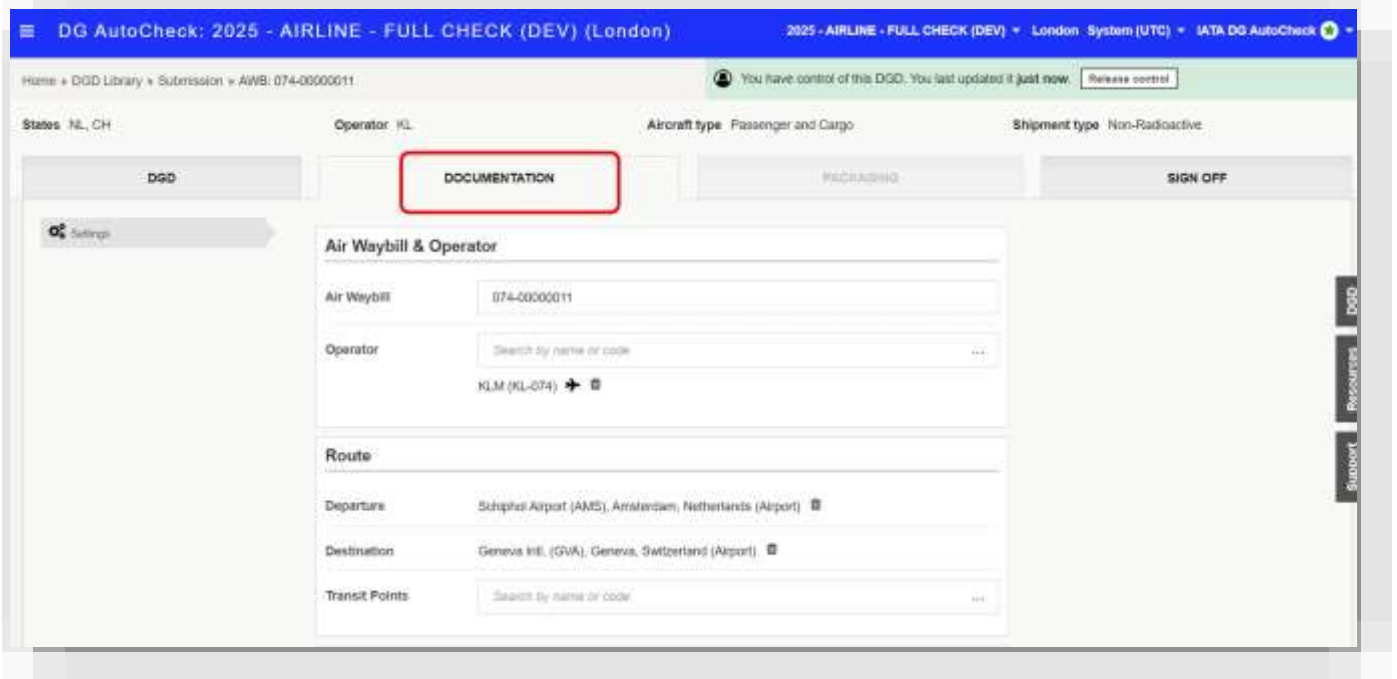 DG AutoCheck: 2025 - AIRLINE - FULL CHECK (DEV) (London)
2025 - AIRLINE - FULL CHECK (DEV) London System (UTC) IATA DG AutoCheck
Home » DGD Library » Submission » AWB: 074-00000011
You have control of this DGD. You last updated it just now. Release control
States NL, CH Operator KL Aircraft type Passenger and Cargo Shipment type Non-Radioactive
DGD DOCUMENTATION PACKAGING SIGN OFF
Settings
Air Waybill & Operator
Air Waybill 074-00000011
Operator Search by name or code ...
KLM (KL-074)
Route
Departure Schiphol Airport (AMS), Amsterdam, Netherlands (Airport)
Destination Geneva Intl. (GVA), Geneva, Switzerland (Airport)
Transit Points Search by name or code ...
DGD
Resources
Support